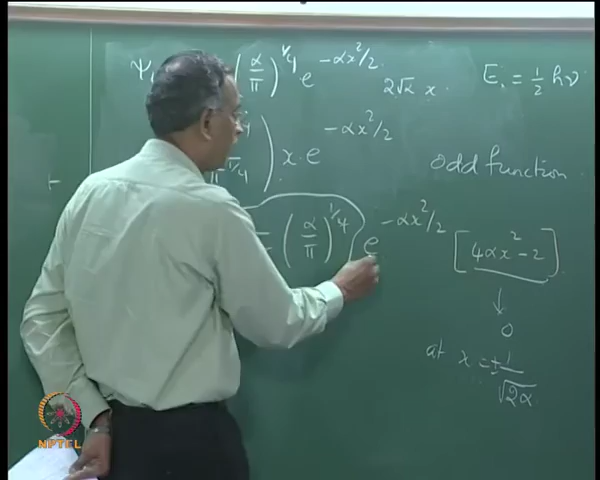 Ψ (α/π)^1/4 e^-αx²/2 . 2√2 x . E₁ = 1/2 hν
) x . e^-αx²/2
π^1/4
odd function.
(α/π)^1/4 e^-αx²/2 [4αx² - 2]
↓
0
at x = ± 1/√2α
NPTEL